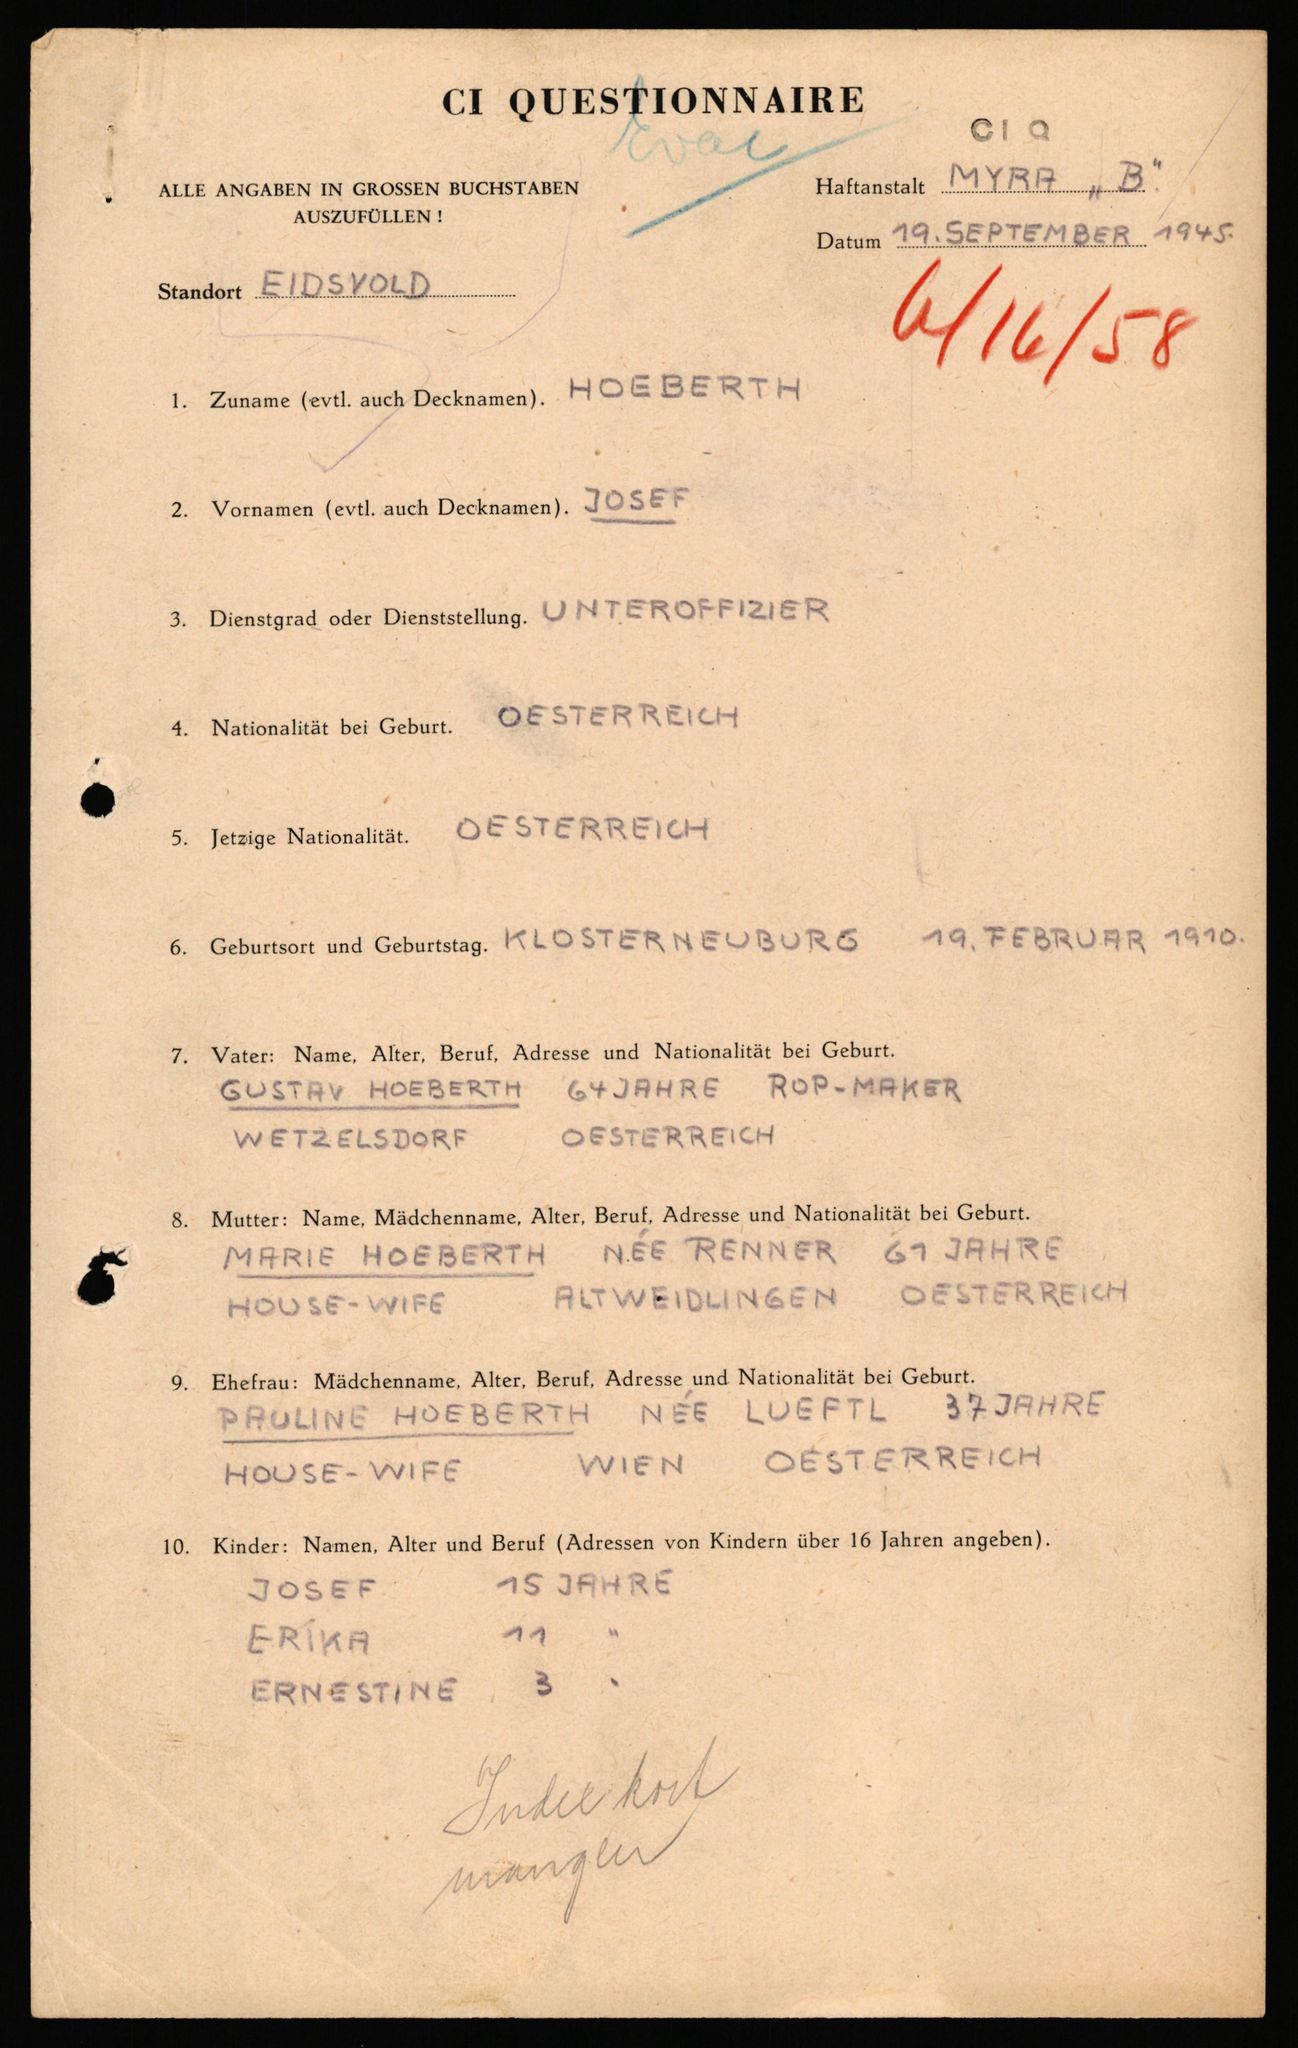 CI QUESTIONNAIRE
Evac
CI Q
ALLE ANGABEN IN GROSSEN BUCHSTABEN
AUSZUFÜLLEN!
Haftanstalt MYRA „B“.
Datum 19. SEPTEMBER 1945.
Standort EIDSVOLD
6/16/58
1. Zuname (evtl. auch Decknamen). HOEBERTH
2. Vornamen (evtl. auch Decknamen). JOSEF
3. Dienstgrad oder Dienststellung. UNTEROFFIZIER
4. Nationalität bei Geburt. OESTERREICH
5. Jetzige Nationalität. OESTERREICH
6. Geburtsort und Geburtstag. KLOSTERNEUBURG 19. FEBRUAR 1910.
7. Vater: Name, Alter, Beruf, Adresse und Nationalität bei Geburt.
GUSTAV HOEBERTH 64 JAHRE ROP-MAKER
WETZELSDORF OESTERREICH
8. Mutter: Name, Mädchenname, Alter, Beruf, Adresse und Nationalität bei Geburt.
MARIE HOEBERTH NÉE RENNER 61 JAHRE
HOUSE-WIFE ALTWEIDLINGEN OESTERREICH
9. Ehefrau: Mädchenname, Alter, Beruf, Adresse und Nationalität bei Geburt.
PAULINE HOEBERTH NÉE LUEFTL 37 JAHRE
HOUSE-WIFE WIEN OESTERREICH
10. Kinder: Namen, Alter und Beruf (Adressen von Kindern über 16 Jahren angeben).
JOSEF 15 JAHRE
ERIKA 11 "
ERNESTINE 3 "
kort
mangler